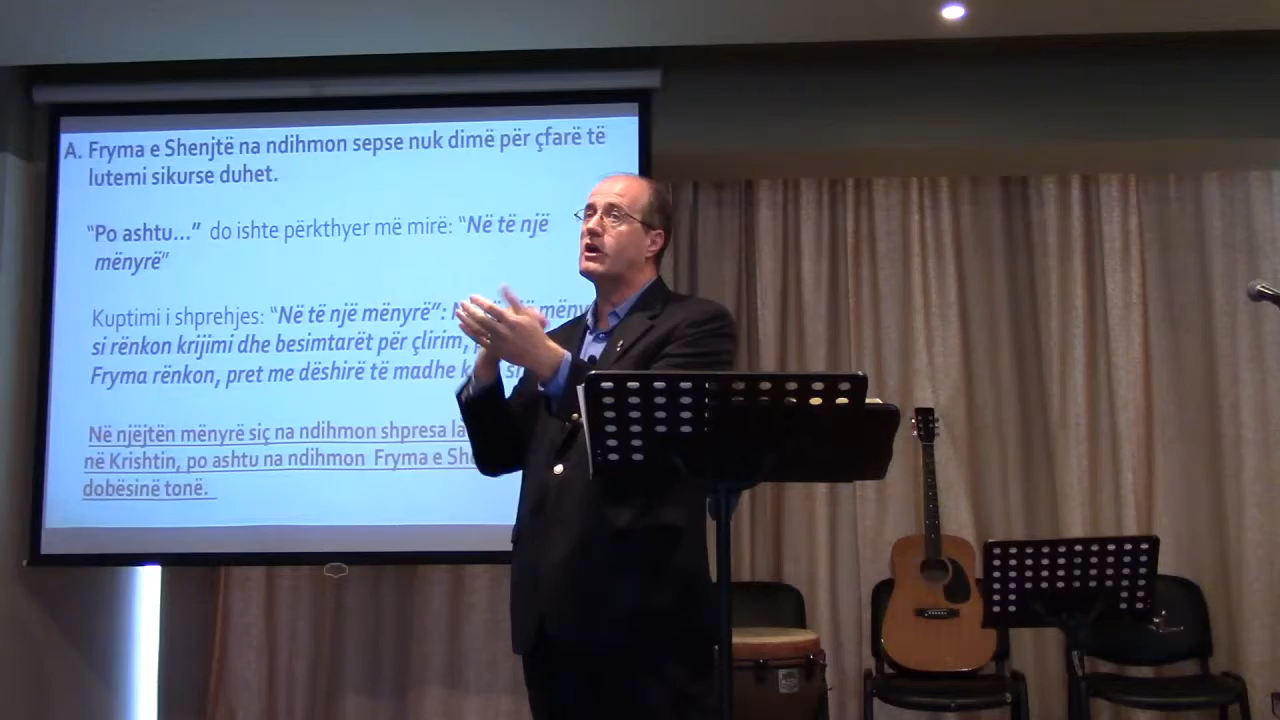 A. Fryma e Shenjtë na ndihmon sepse nuk dimë për çfarë të
lutemi sikurse duhet.
“Po ashtu...” do ishte përkthyer më mirë: “Në të një
mënyrë”
Kuptimi i shprehjes: “Në të një mënyrë”:
si rënkon krijimi dhe besimtarët për çlirim,
Fryma rënkon, pret me dëshirë të madhe
Në njëjtën mënyrë siç na ndihmon shpresa
në Krishtin, po ashtu na ndihmon Fryma e
dobësinë tonë.